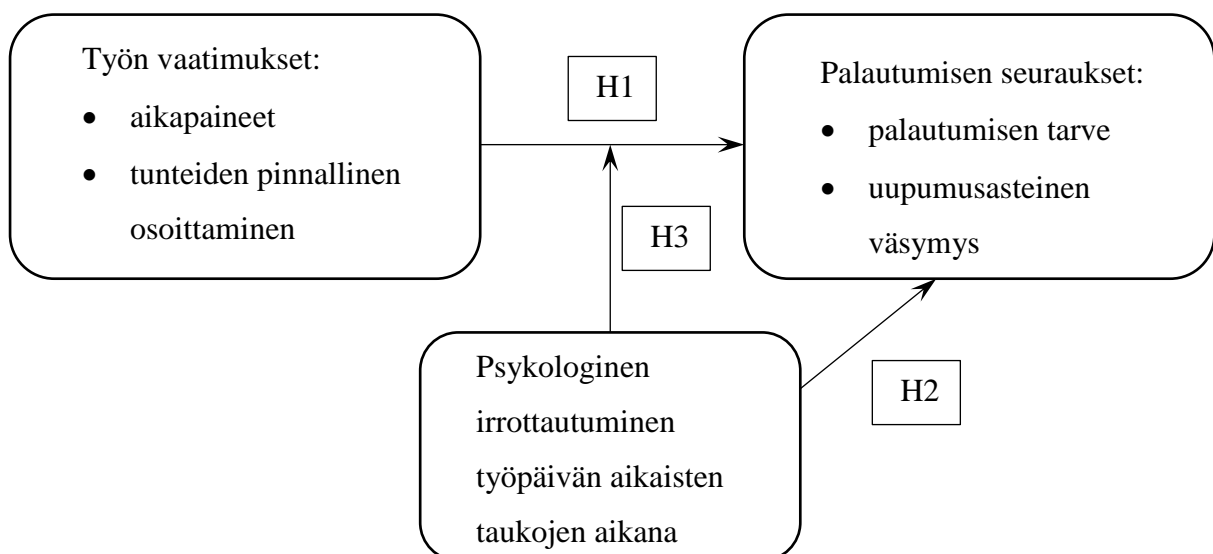 Työn vaatimukset:
• aikapaineet
• tunteiden pinnallinen
osoittaminen
H1
Palautumisen seuraukset:
• palautumisen tarve
• uupumusasteinen
väsymys
H3
Psykologinen
irrottautuminen
työpäivän aikaisten
taukojen aikana
H2